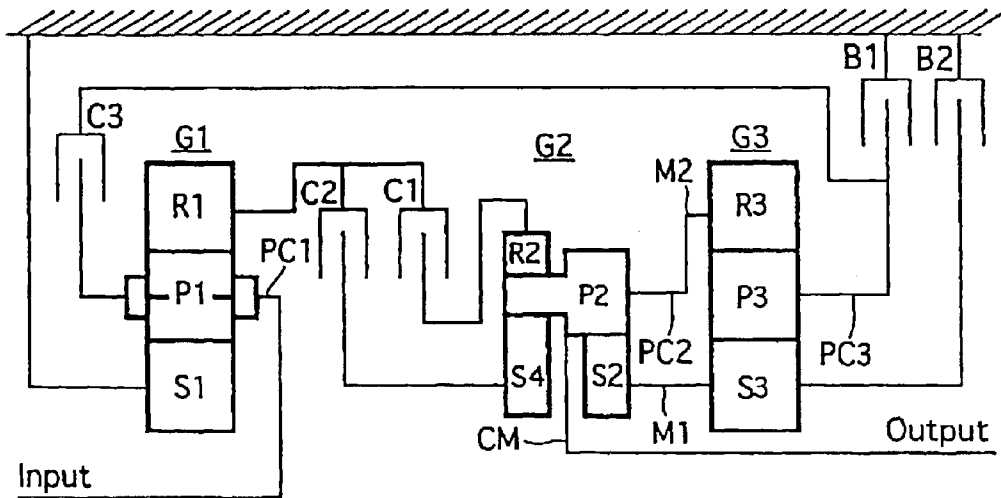 B1 B2
C3
G1 G2 G3
M2
C2 C1
R1 R2 R3
PC1
P1 P2 P3
PC2 PC3
S1 S4 S2 S3
CM M1 Output
Input